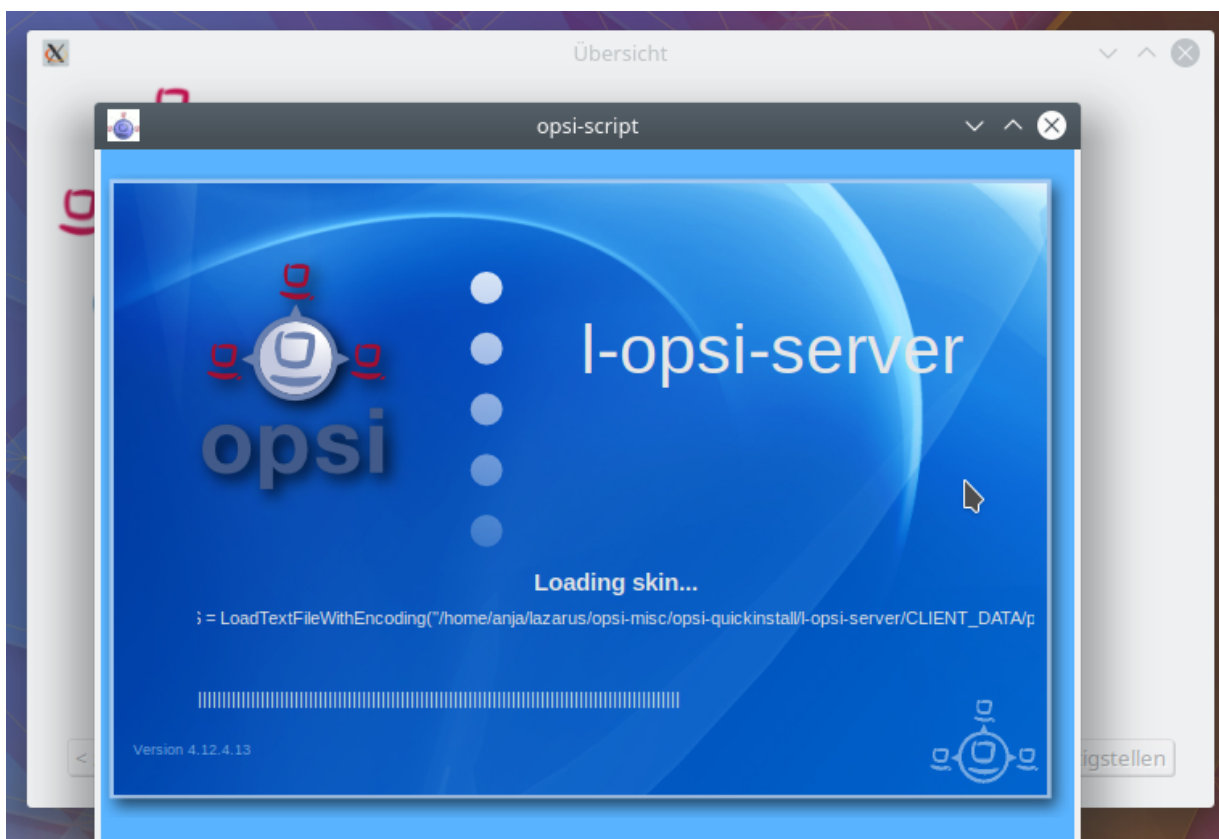 Übersicht
opsi-script
l-opsi-server
opsi
Loading skin...
= LoadTextFileWithEncoding("/home/anja/lazarus/opsi-misc/opsi-quickinstall/l-opsi-server/CLIENT_DATA/p
Version 4.12.4.13
<
igstellen